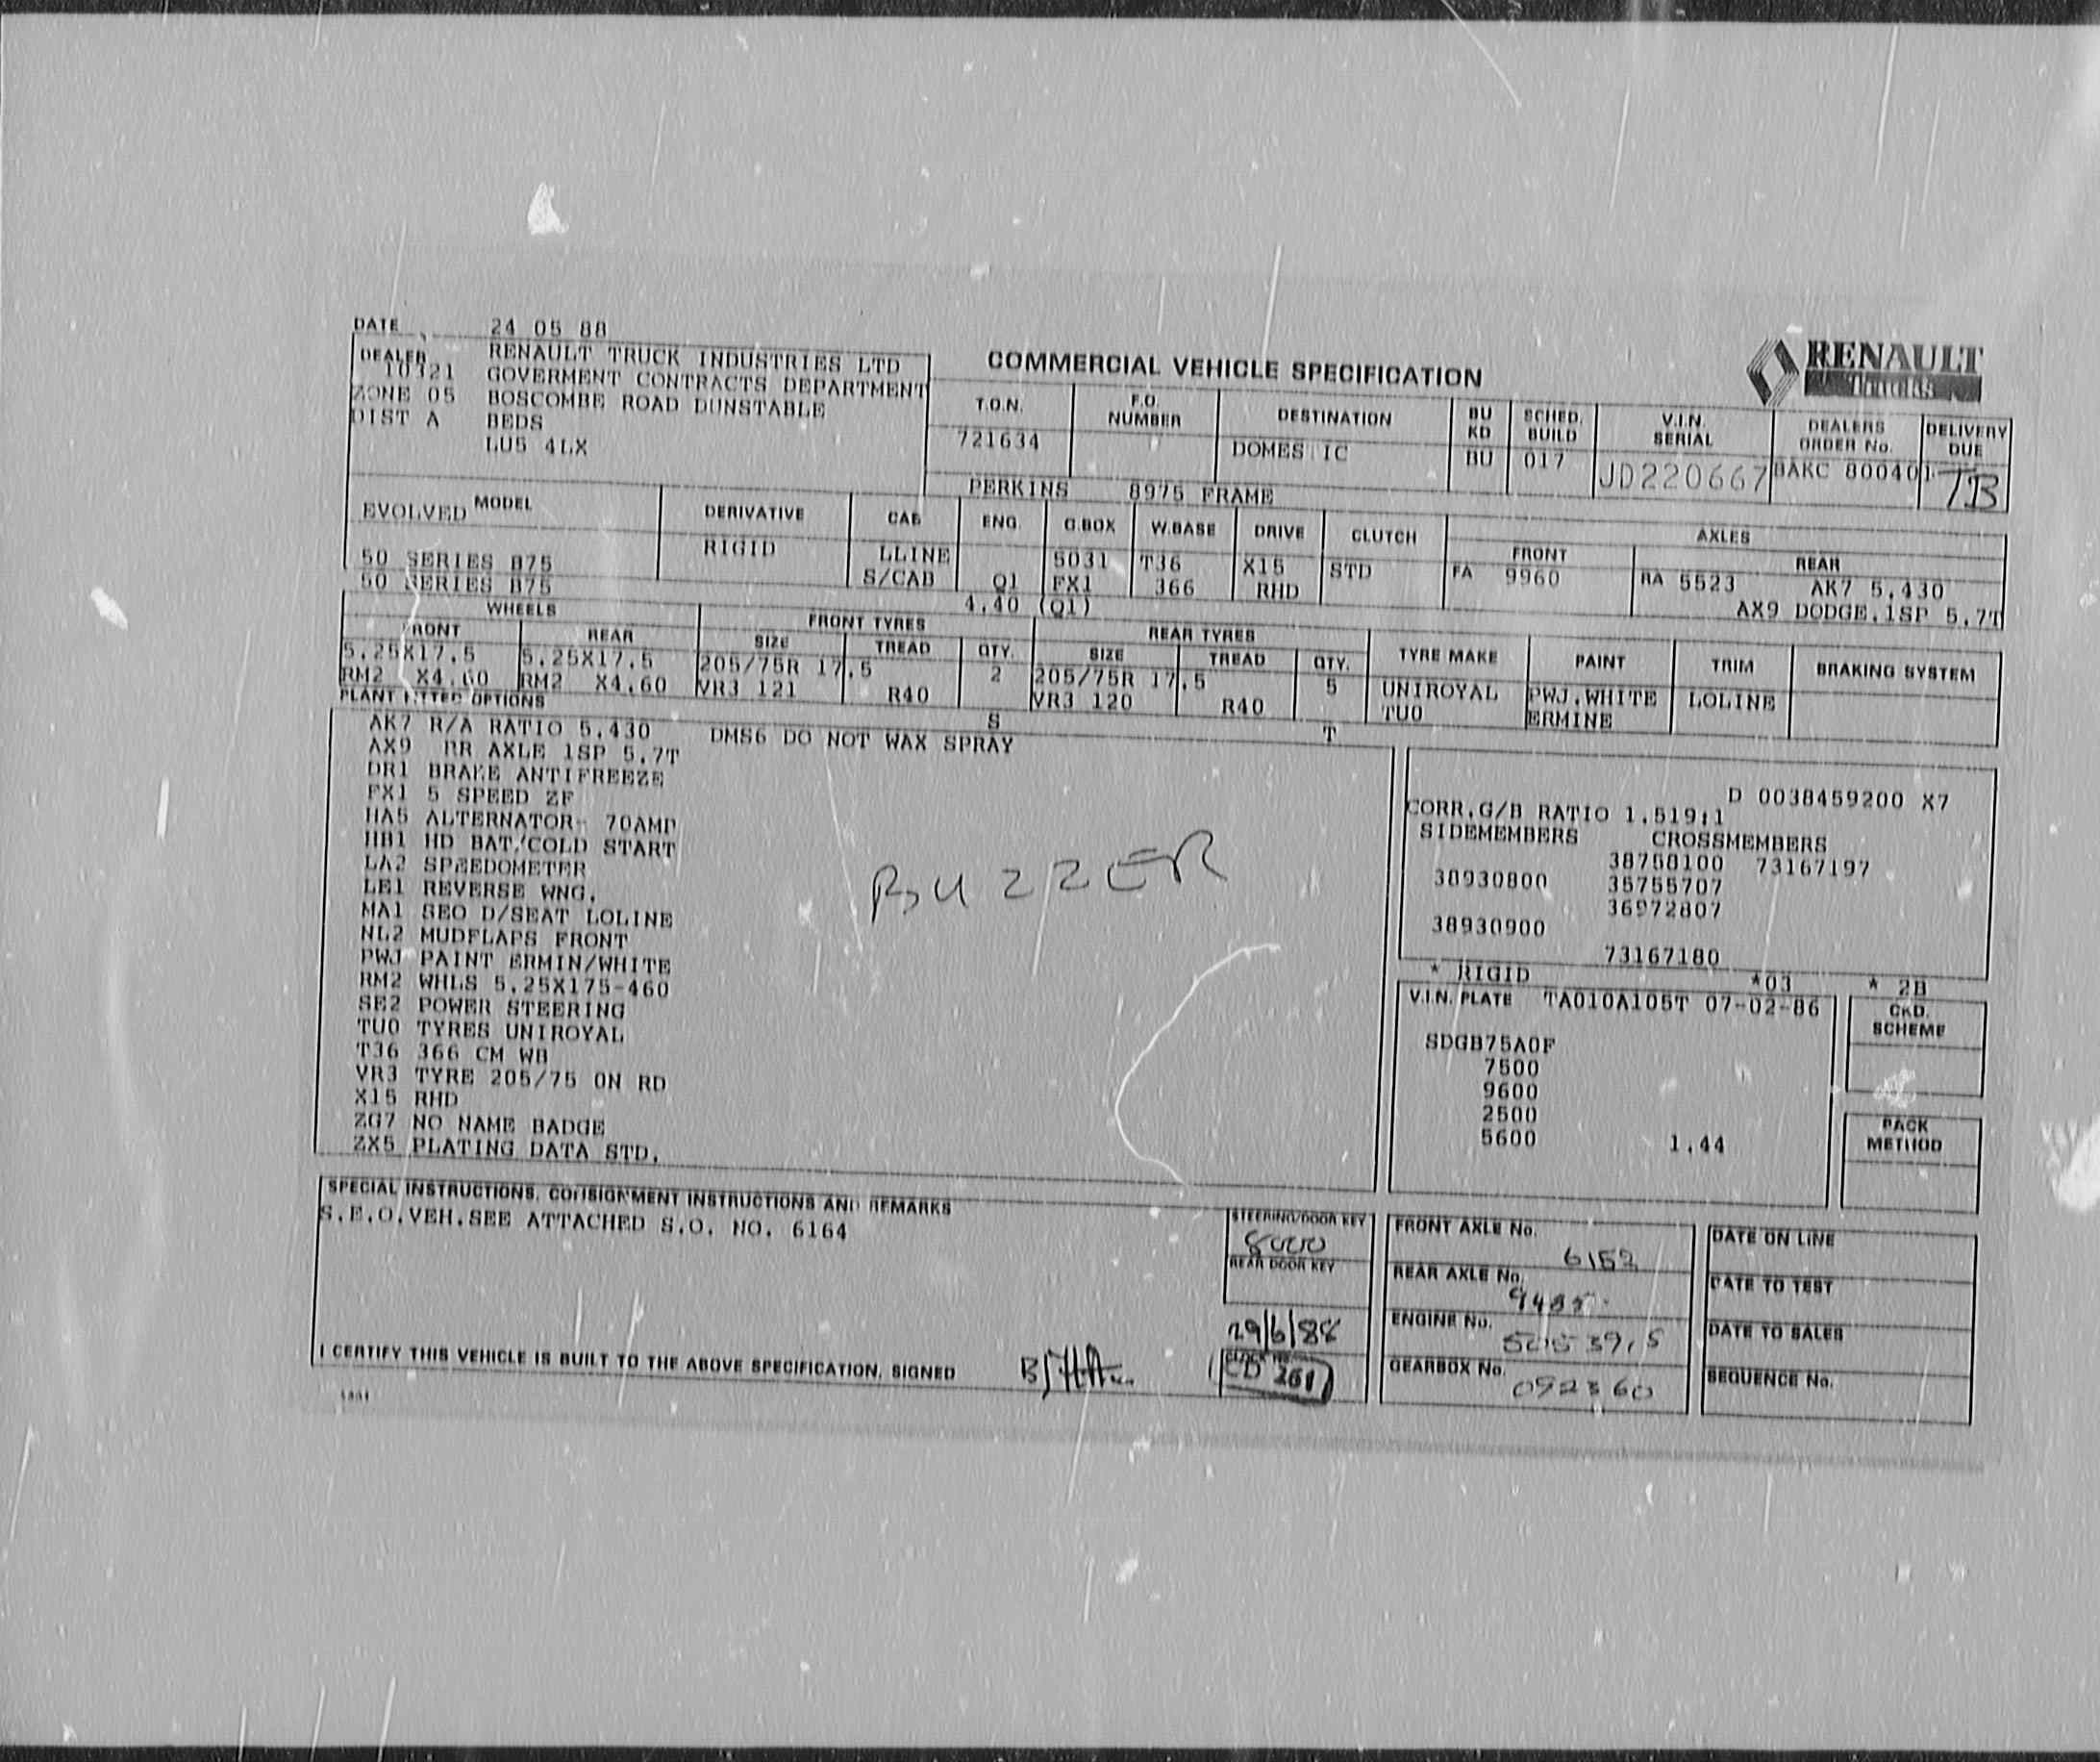 DATE 24 05 88
DEALER RENAULT TRUCK INDUSTRIES LTD
10321 GOVERMENT CONTRACTS DEPARTMENT
ZONE 05 BOSCOMBE ROAD DUNSTABLE
DIST A BEDS
LU5 4LX
COMMERCIAL VEHICLE SPECIFICATION
RENAULT
Trucks
T.O.N. F.O. NUMBER DESTINATION BU KD SCHED. BUILD V.I.N. SERIAL DEALERS ORDER No. DELIVERY DUE
721634 DOMES IC BU 017 JD220667 BAKC 800401 TB
PERKINS 8975 FRAME
MODEL DERIVATIVE CAB ENG. G.BOX W.BASE DRIVE CLUTCH AXLES
FRONT REAR
EVOLVED RIGID LLINE 5031 T36 X15 STD FA 9960 RA 5523 AK7 5.430
50 SERIES B75 S/CAB Q1 FX1 366 RHD AX9 DODGE.1SP 5.7T
50 SERIES B75 4.40 (Q1)
WHEELS FRONT TYRES REAR TYRES
FRONT REAR SIZE TREAD QTY. SIZE TREAD QTY. TYRE MAKE PAINT TRIM BRAKING SYSTEM
5.25X17.5 5.25X17.5 205/75R 17.5 2 205/75R 17.5 5 UNIROYAL PWJ.WHITE LOLINE
RM2 X4.60 RM2 X4.60 VR3 121 R40 VR3 120 R40 TU0 ERMINE
PLANT FITTED OPTIONS S T
AK7 R/A RATIO 5.430 DMS6 DO NOT WAX SPRAY
AX9 RR AXLE 1SP 5.7T
DR1 BRAKE ANTIFREEZE
FX1 5 SPEED ZF
HA5 ALTERNATOR- 70AMP
HB1 HD BAT/COLD START
LA2 SPEEDOMETER
LE1 REVERSE WNG.
MA1 SEO D/SEAT LOLINE
NL2 MUDFLAPS FRONT
PWJ PAINT ERMIN/WHITE
RM2 WHLS 5.25X175-460
SE2 POWER STEERING
TU0 TYRES UNIROYAL
T36 366 CM WB
VR3 TYRE 205/75 ON RD
X15 RHD
ZG7 NO NAME BADGE
ZX5 PLATING DATA STD.
BUZZER
D 0038459200 X7
CORR.G/B RATIO 1.519:1
SIDEMEMBERS CROSSMEMBERS
38758100 73167197
38930800 35755707
36972807
38930900
73167180
* RIGID *03 * 2B
V.I.N. PLATE TA010A105T 07-02-86
SDGB75A0F
7500
9600
2500
5600 1.44
CKD. SCHEME
PACK METHOD
SPECIAL INSTRUCTIONS, CONSIGNMENT INSTRUCTIONS AND REMARKS
S.E.O.VEH.SEE ATTACHED S.O. NO. 6164
STEERING/DOOR KEY
8000
REAR DOOR KEY
29/6/88
CD 261
FRONT AXLE No. 6152
REAR AXLE No. 9485
ENGINE No.
GEARBOX No. 092360
DATE ON LINE
DATE TO TEST
DATE TO SALES
SEQUENCE No.
I CERTIFY THIS VEHICLE IS BUILT TO THE ABOVE SPECIFICATION. SIGNED